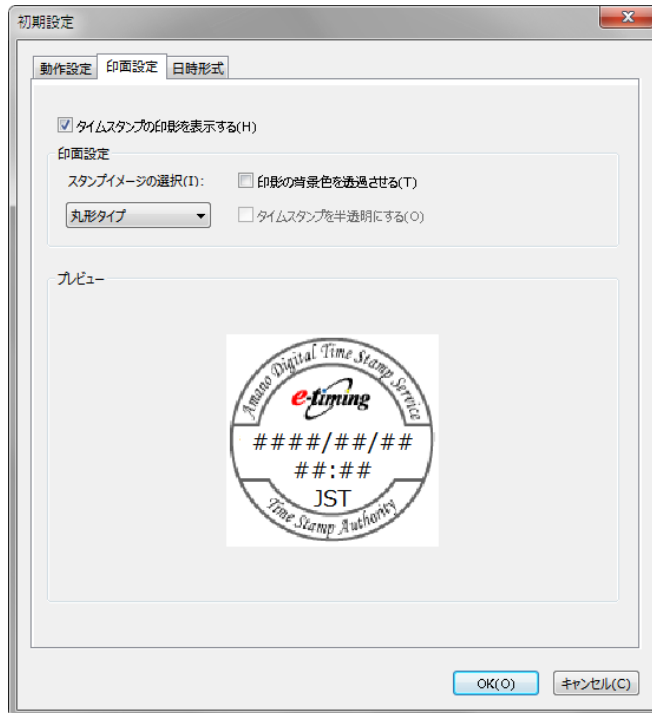 初期設定
動作設定 印面設定 日時形式
タイムスタンプの印影を表示する(H)
印面設定
スタンプイメージの選択(I): 印影の背景色を透過させる(T)
丸形タイプ タイムスタンプを半透明にする(O)
プレビュー
Amano Digital Time Stamp Service
e-timing
####/##/##
##:##
JST
Time Stamp Authority
OK(O) キャンセル(C)